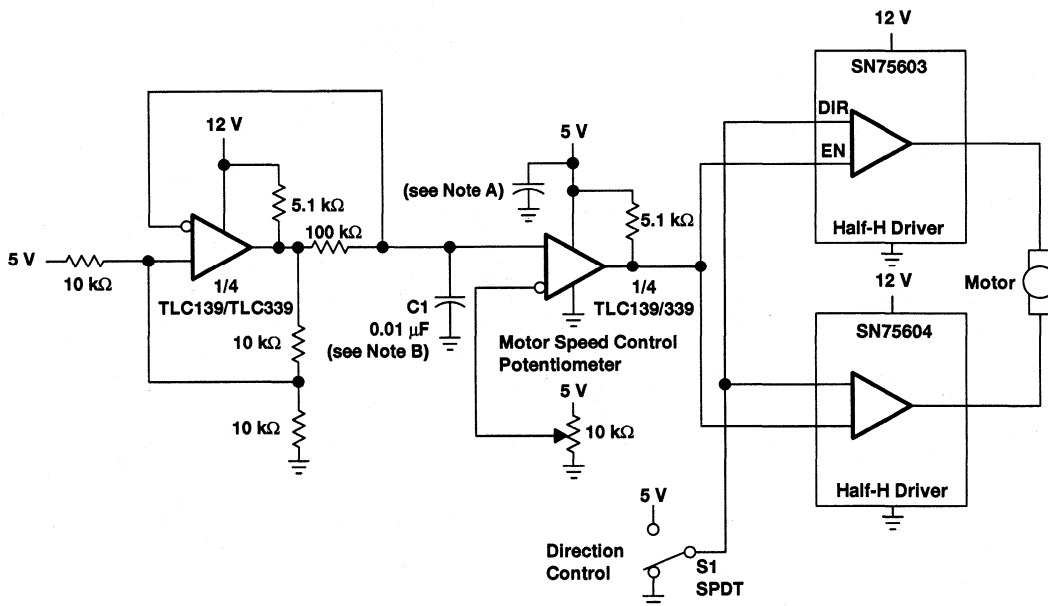 12 V
SN75603
DIR
EN
Half-H Driver
12 V
5 V
(see Note A)
5.1 kΩ
5.1 kΩ
100 kΩ
5 V
10 kΩ
1/4
TLC139/TLC339
C1
0.01 μF
(see Note B)
1/4
TLC139/339
Motor
12 V
SN75604
Half-H Driver
10 kΩ
10 kΩ
Motor Speed Control
Potentiometer
5 V
10 kΩ
5 V
Direction
Control
S1
SPDT